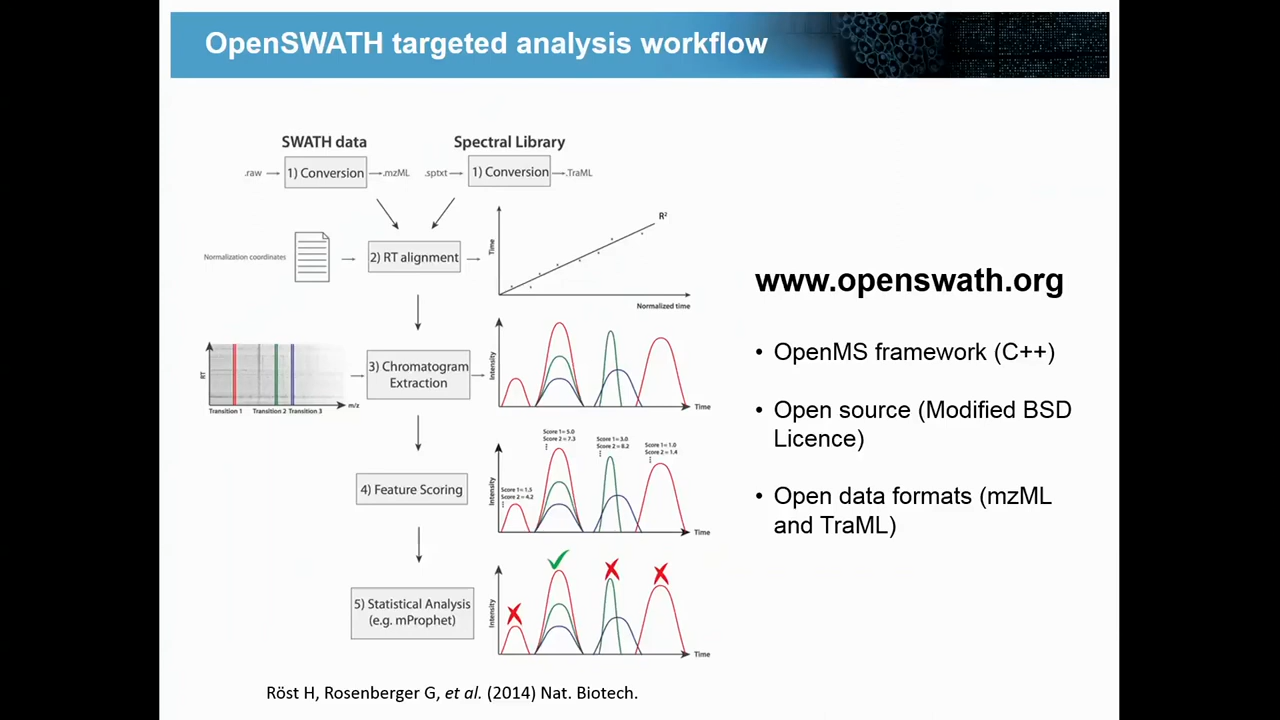 OpenSWATH targeted analysis workflow
SWATH data
Spectral Library
.raw
1) Conversion
.mzML
.sptxt
1) Conversion
.TraML
Normalization coordinates
2) RT alignment
Time
R²
Normalized time
RT
m/z
Transition 1
Transition 2
Transition 3
3) Chromatogram
Extraction
Intensity
Time
4) Feature Scoring
Intensity
Score 1= 1.5
Score 2 = 4.2
Score 1= 5.0
Score 2 = 7.3
Score 1= 3.0
Score 2 = 8.2
Score 1= 1.0
Score 2 = 1.4
Time
5) Statistical Analysis
(e.g. mProphet)
Intensity
Time
www.openswath.org
• OpenMS framework (C++)
• Open source (Modified BSD
Licence)
• Open data formats (mzML
and TraML)
Röst H, Rosenberger G, et al. (2014) Nat. Biotech.